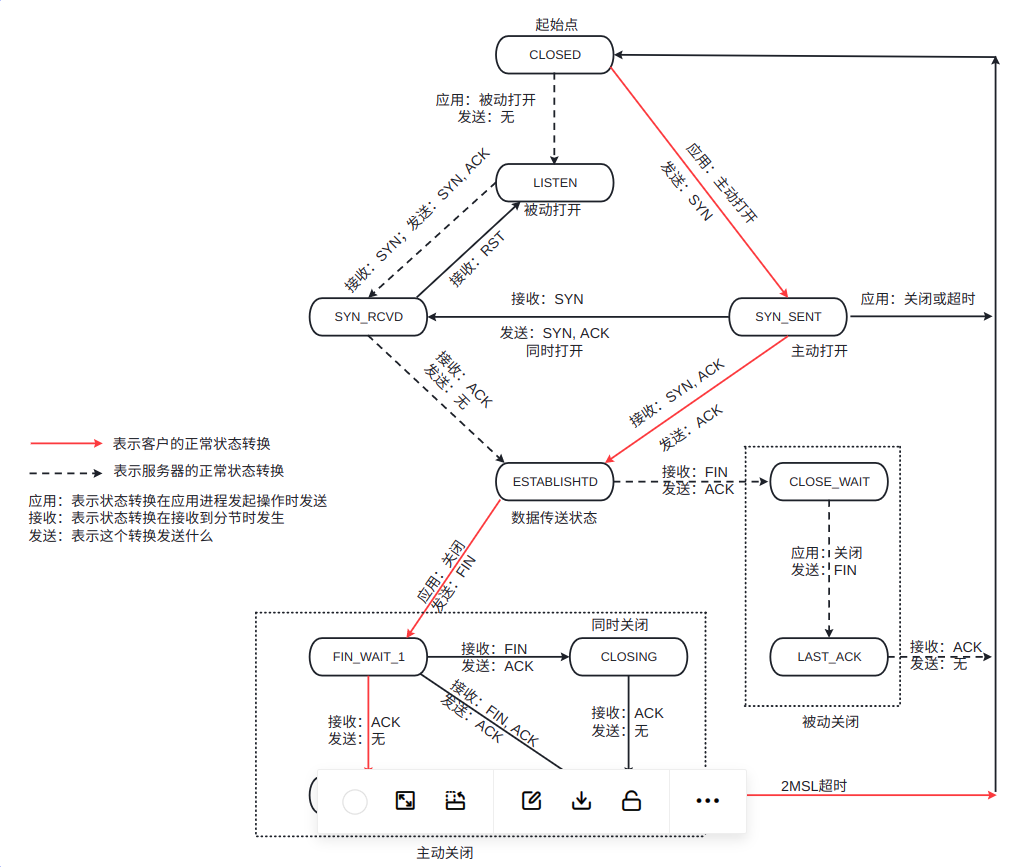 起始点
CLOSED
应用：被动打开
发送：无
LISTEN
被动打开
应用：主动打开
发送：SYN
接收：SYN；发送：SYN, ACK
接收：RST
SYN_RCVD
接收：SYN
发送：SYN, ACK
同时打开
SYN_SENT
主动打开
应用：关闭或超时
接收：ACK
发送：无
接收：SYN, ACK
发送：ACK
表示客户的正常状态转换
表示服务器的正常状态转换
应用：表示状态转换在应用进程发起操作时发送
接收：表示状态转换在接收到分节时发生
发送：表示这个转换发送什么
ESTABLISHTD
数据传送状态
接收：FIN
发送：ACK
CLOSE_WAIT
应用：关闭
发送：FIN
应用：关闭
发送：FIN
LAST_ACK
接收：ACK
发送：无
被动关闭
同时关闭
FIN_WAIT_1
接收：FIN
发送：ACK
CLOSING
接收：ACK
发送：无
接收：FIN, ACK
发送：ACK
接收：ACK
发送：无
2MSL超时
主动关闭